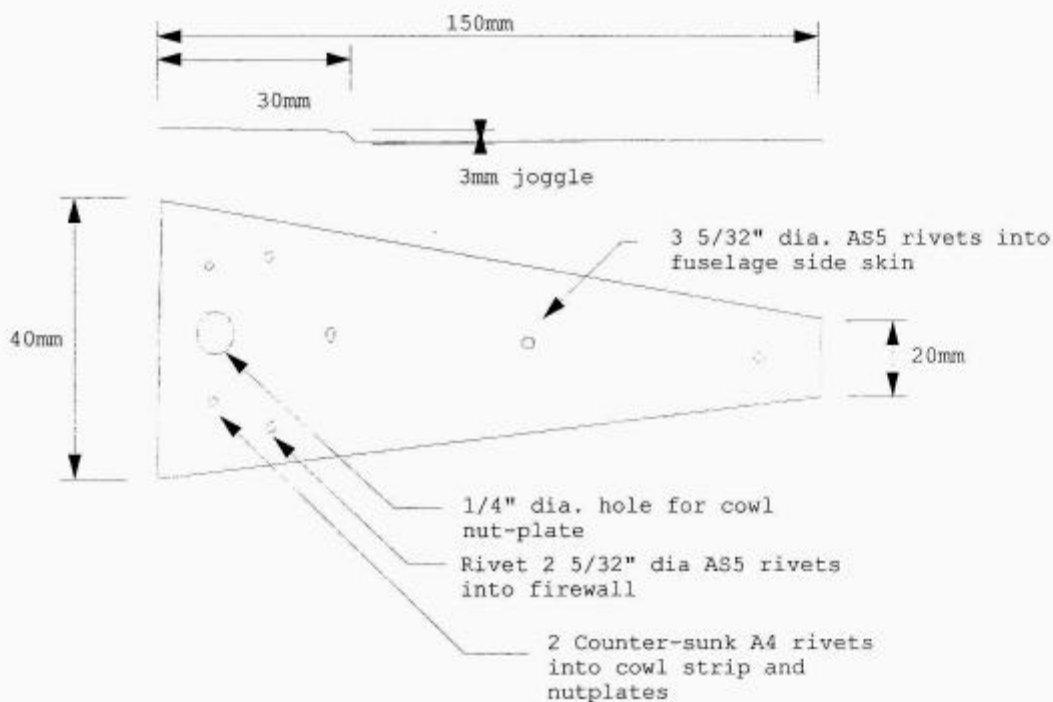 150mm
30mm
3mm joggle
3 5/32" dia. AS5 rivets into
fuselage side skin
40mm
20mm
1/4" dia. hole for cowl
nut-plate
Rivet 2 5/32" dia AS5 rivets
into firewall
2 Counter-sunk A4 rivets
into cowl strip and
nutplates